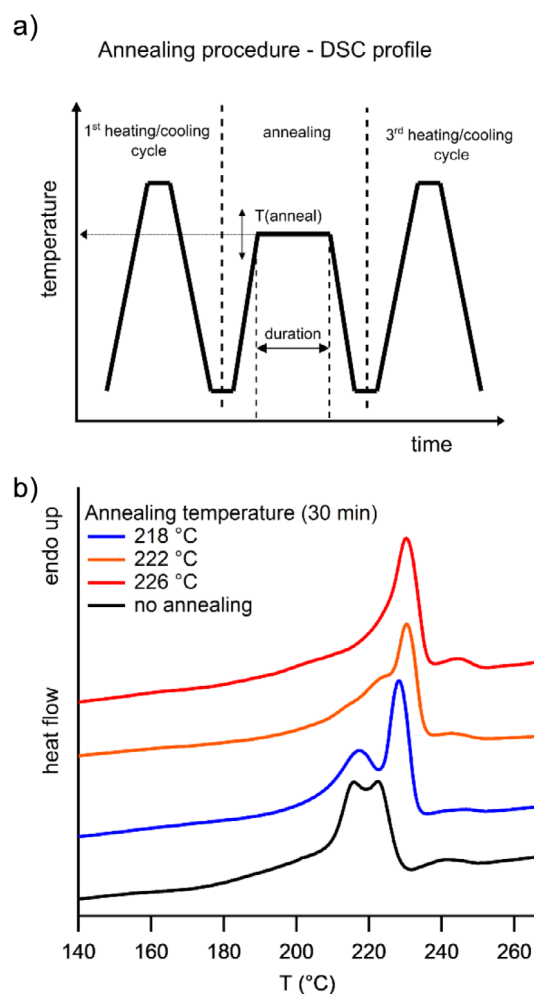 a)
Annealing procedure - DSC profile
1st heating/cooling
cycle
annealing
3rd heating/cooling
cycle
T(anneal)
temperature
duration
time
b)
Annealing temperature (30 min)
218 °C
222 °C
226 °C
no annealing
endo up
heat flow
140 160 180 200 220 240 260
T (°C)